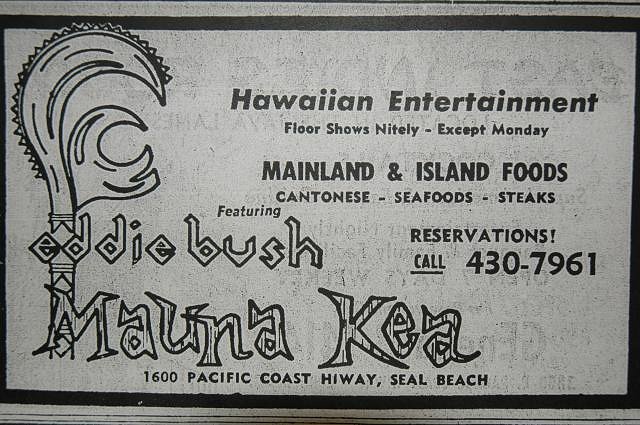 Hawaiian Entertainment
Floor Shows Nitely - Except Monday
MAINLAND & ISLAND FOODS
CANTONESE - SEAFOODS - STEAKS
Featuring
eddie bush
RESERVATIONS!
CALL 430-7961
Mauna Kea
1600 PACIFIC COAST HIWAY, SEAL BEACH